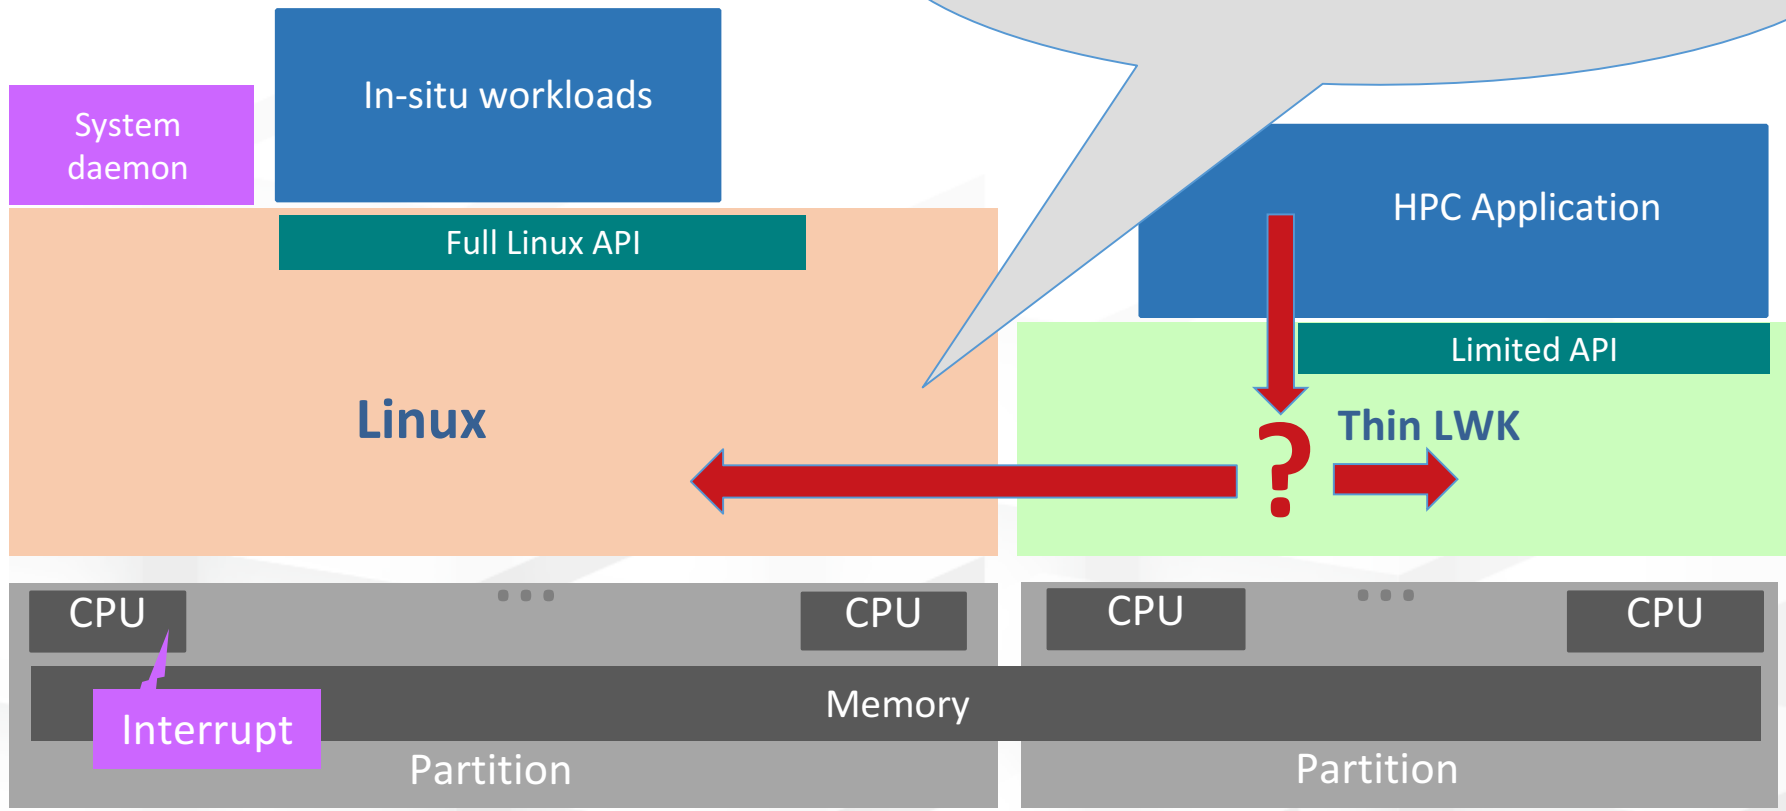 In-situ workloads
System
daemon
HPC Application
Full Linux API
Limited API
Linux
Thin LWK
?
... ...
CPU CPU CPU CPU
Memory
Interrupt
Partition Partition